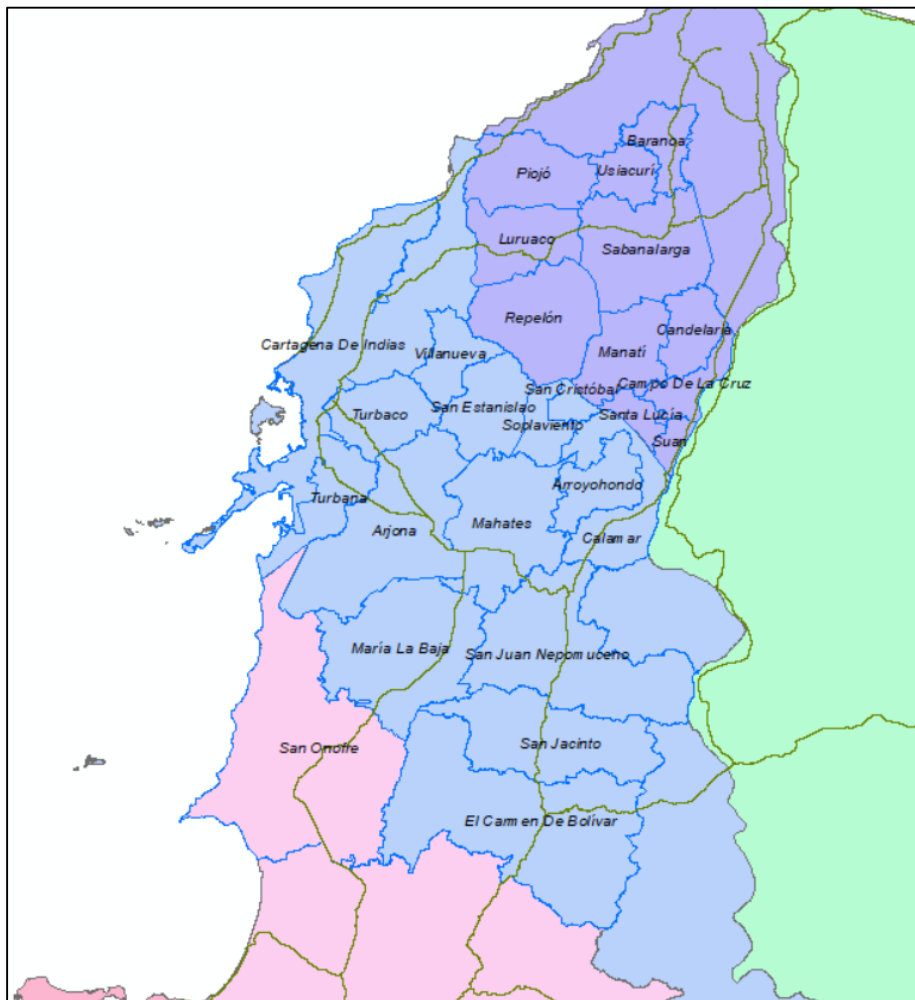 Baranoa
Piojó
Usiacurí
Luruaco
Sabanalarga
Repelón
Candelaria
Cartagena De Indias
Villanueva
Manatí
San Cristóbal
Campo De La Cruz
Turbaco
San Estanislao
Soplaviento
Santa Lucía
Suan
Turbana
Arroyohondo
Arjona
Mahates
Calamar
María La Baja
San Juan Nepomuceno
San Onofre
San Jacinto
El Carmen De Bolívar